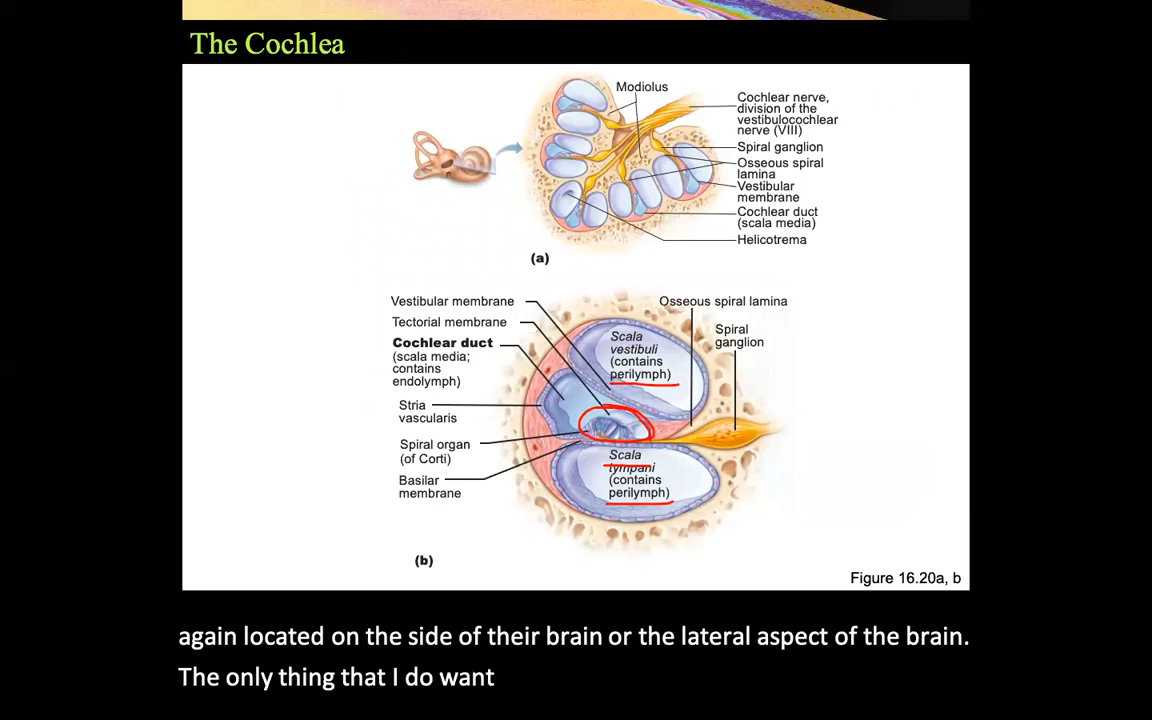 The Cochlea
Modiolus
Cochlear nerve,
division of the
vestibulocochlear
nerve (VIII)
Spiral ganglion
Osseous spiral
lamina
Vestibular
membrane
Cochlear duct
(scala media)
Helicotrema
(a)
Vestibular membrane
Tectorial membrane
Cochlear duct
(scala media;
contains
endolymph)
Stria
vascularis
Spiral organ
(of Corti)
Basilar
membrane
Osseous spiral lamina
Spiral
ganglion
Scala
vestibuli
(contains
perilymph)
Scala
tympani
(contains
perilymph)
(b)
Figure 16.20a, b
again located on the side of their brain or the lateral aspect of the brain.
The only thing that I do want